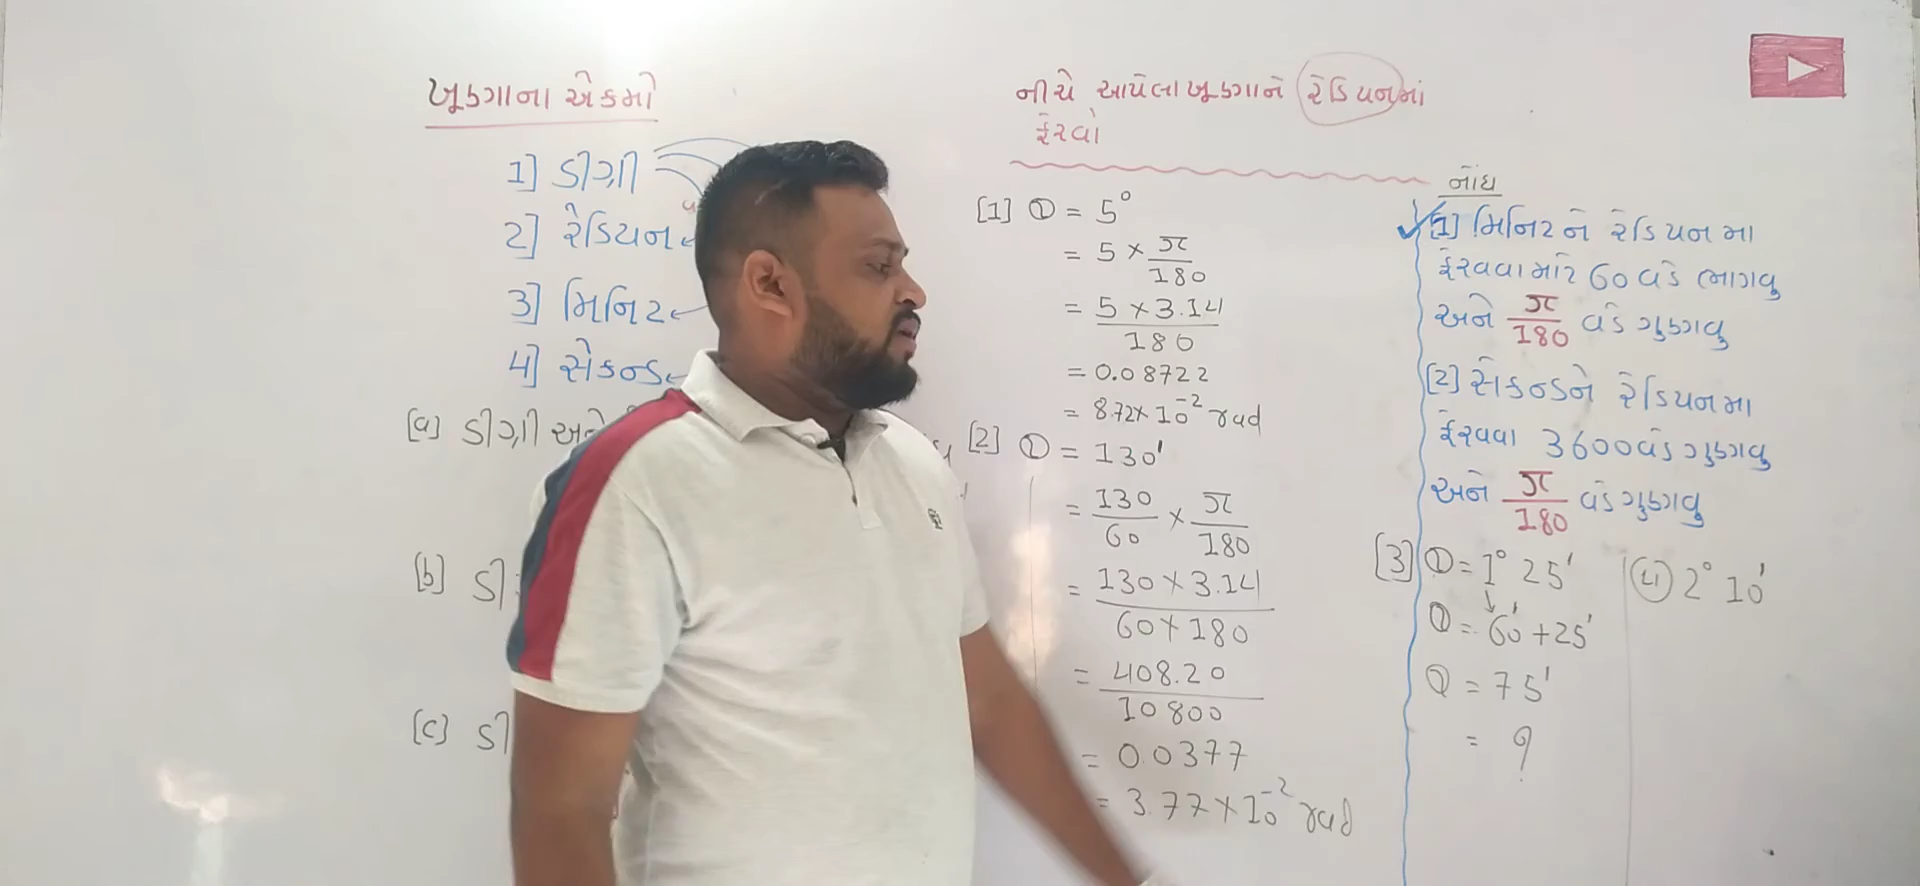 ખૂણાના એકમો
1] ડીગ્રી
2] રેડિયન
3] મિનિટ
4] સેકન્ડ
[a] ડીગ્રી અને
[b] ડી
[c] ડી
નીચે આપેલા ખૂણાને રેડિયનમાં
ફેરવો
[1] θ = 5°
= 5 × π/180
= 5 × 3.14/180
= 0.08722
= 8.72 × 10⁻² rad
[2] θ = 130'
= 130/60 × π/180
= 130 × 3.14/60 × 180
= 408.20/10800
= 0.0377
= 3.77 × 10⁻² rad
નોંધ
[1] મિનિટને રેડિયનમા
ફેરવવા માટે 60 વડે ભાગવુ
અને π/180 વડે ગુણવુ
[2] સેકન્ડને રેડિયનમા
ફેરવવા 3600 વડે ગુણવુ
અને π/180 વડે ગુણવુ
[3] θ = 1° 25'
θ = 60' + 25'
θ = 75'
= ?
(4) 2° 10'